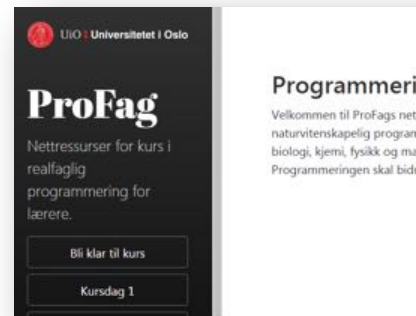 UiO : Universitetet i Oslo
ProFag
Nettressurser for kurs i
realfaglig
programmering for
lærere.
Bli klar til kurs
Kursdag 1
Programmeri
Velkommen til ProFags net
naturvitenskapelig program
biologi, kjemi, fysikk og ma
Programmeringen skal bid